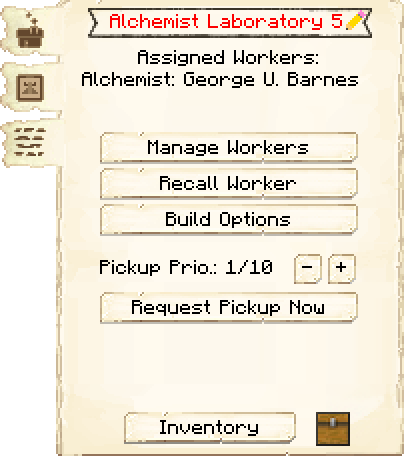 Alchemist Laboratory 5
Assigned Workers:
Alchemist: George U. Barnes
Manage Workers
Recall Worker
Build Options
Pickup Prio.: 1/10 - +
Request Pickup Now
Inventory